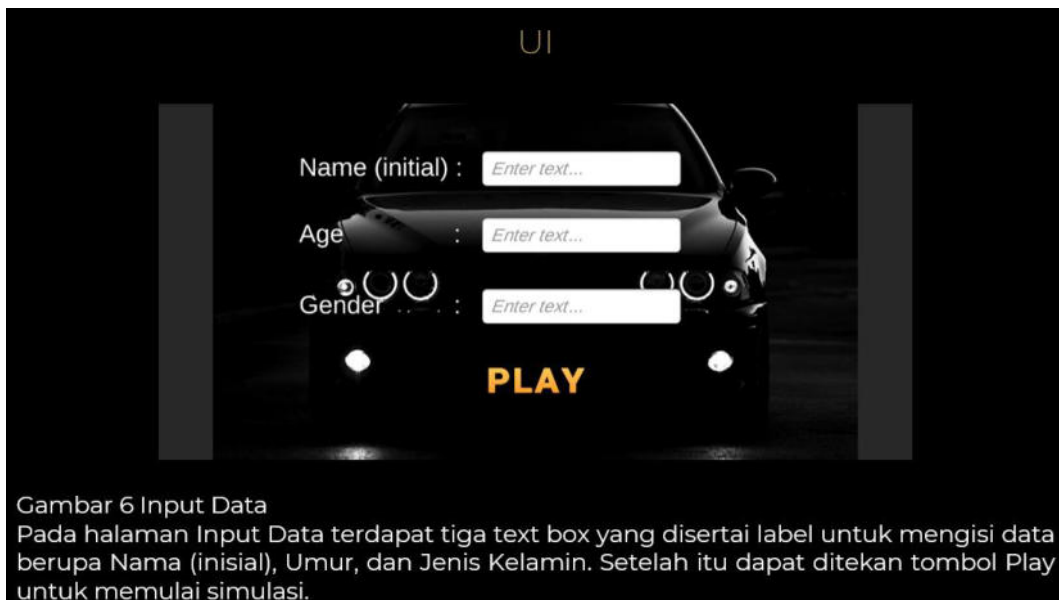 UI
Name (initial) : Enter text...
Age : Enter text...
Gender : Enter text...
PLAY
Gambar 6 Input Data
Pada halaman Input Data terdapat tiga text box yang disertai label untuk mengisi data
berupa Nama (inisial), Umur, dan Jenis Kelamin. Setelah itu dapat ditekan tombol Play
untuk memulai simulasi.